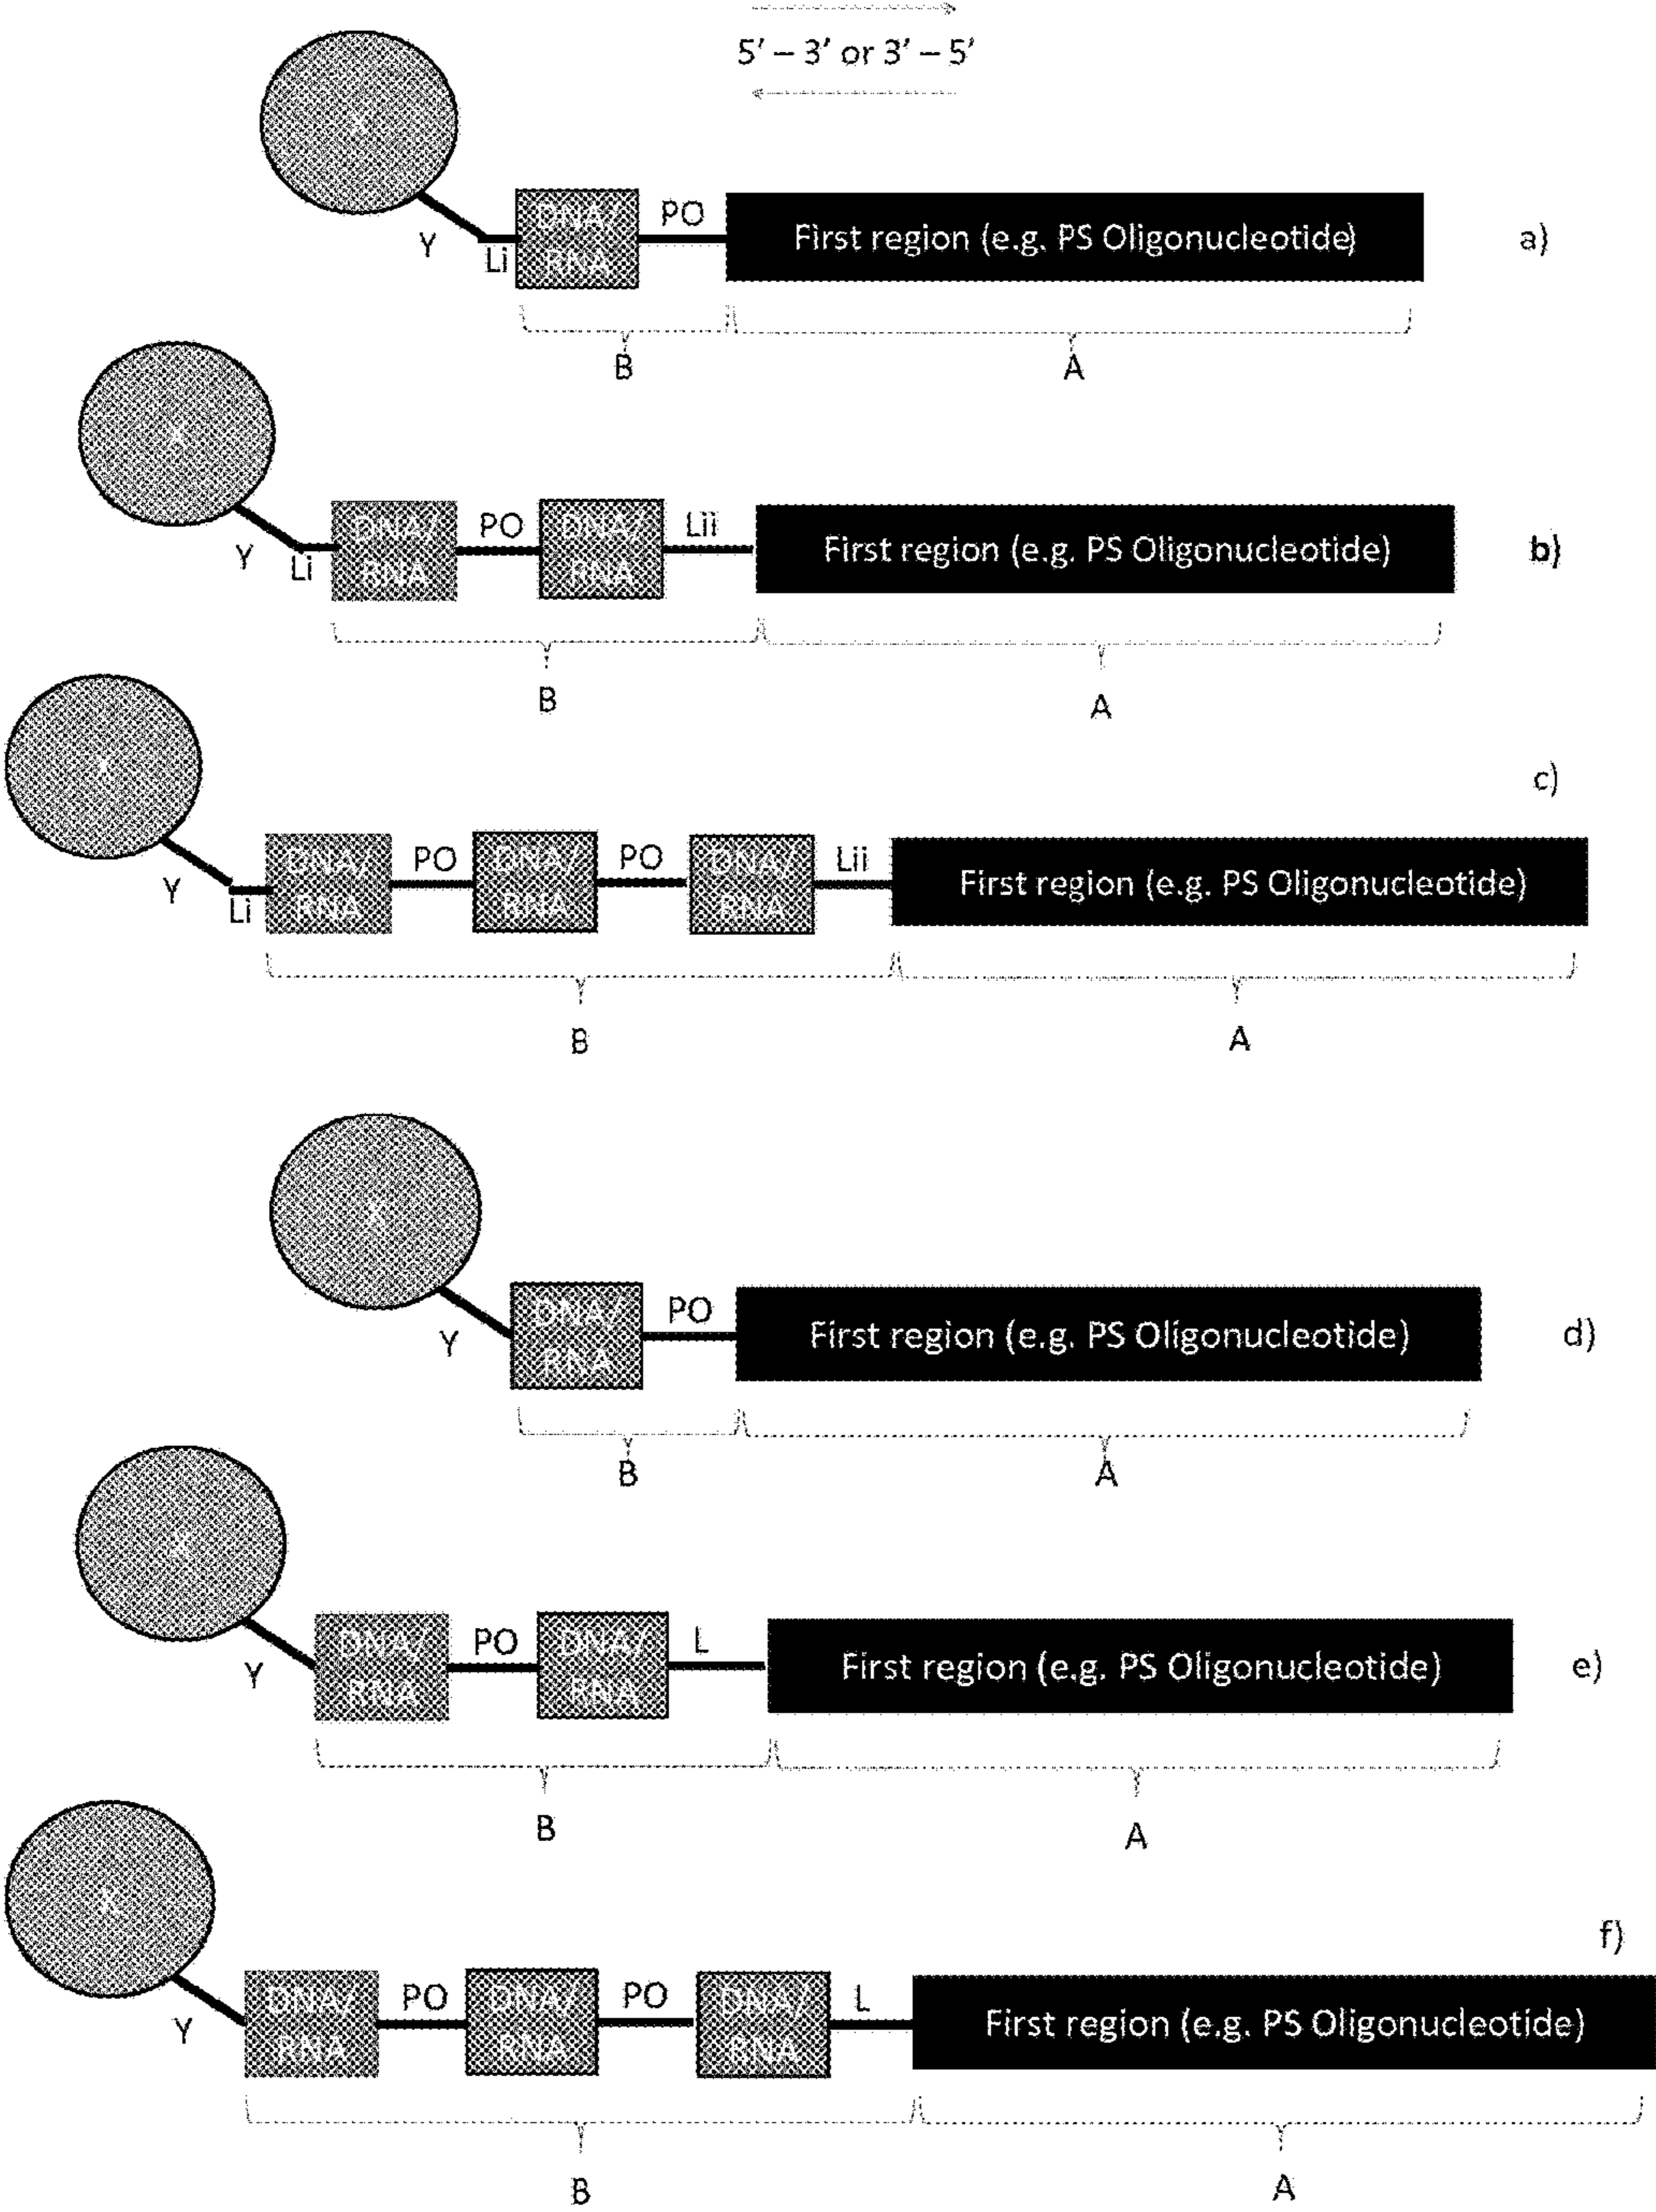 5' – 3' or 3' – 5'
X
Y
Li
DNA/
RNA
PO
First region (e.g. PS Oligonucleotide)
a)
B
A
X
Y
Li
DNA/
RNA
PO
DNA/
RNA
Lii
First region (e.g. PS Oligonucleotide)
b)
B
A
X
Y
Li
DNA/
RNA
PO
DNA/
RNA
PO
DNA/
RNA
Lii
First region (e.g. PS Oligonucleotide)
c)
B
A
X
Y
DNA/
RNA
PO
First region (e.g. PS Oligonucleotide)
d)
B
A
X
Y
DNA/
RNA
PO
DNA/
RNA
L
First region (e.g. PS Oligonucleotide)
e)
B
A
X
Y
DNA/
RNA
PO
DNA/
RNA
PO
DNA/
RNA
L
First region (e.g. PS Oligonucleotide)
f)
B
A